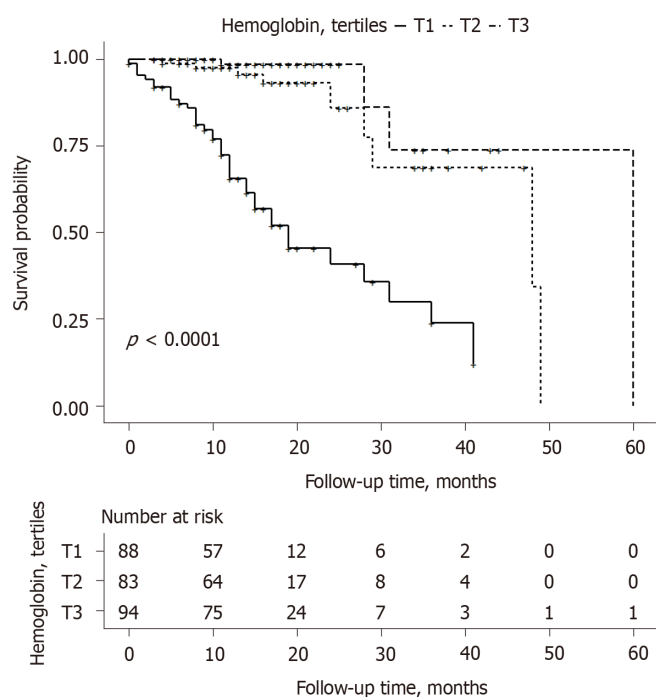 Hemoglobin, tertiles T1 T2 T3
1.00
0.75
0.50
0.25
0.00
Survival probability
p < 0.0001
0 10 20 30 40 50 60
Follow-up time, months
Number at risk
Hemoglobin, tertiles
T1 88 57 12 6 2 0 0
T2 83 64 17 8 4 0 0
T3 94 75 24 7 3 1 1
0 10 20 30 40 50 60
Follow-up time, months